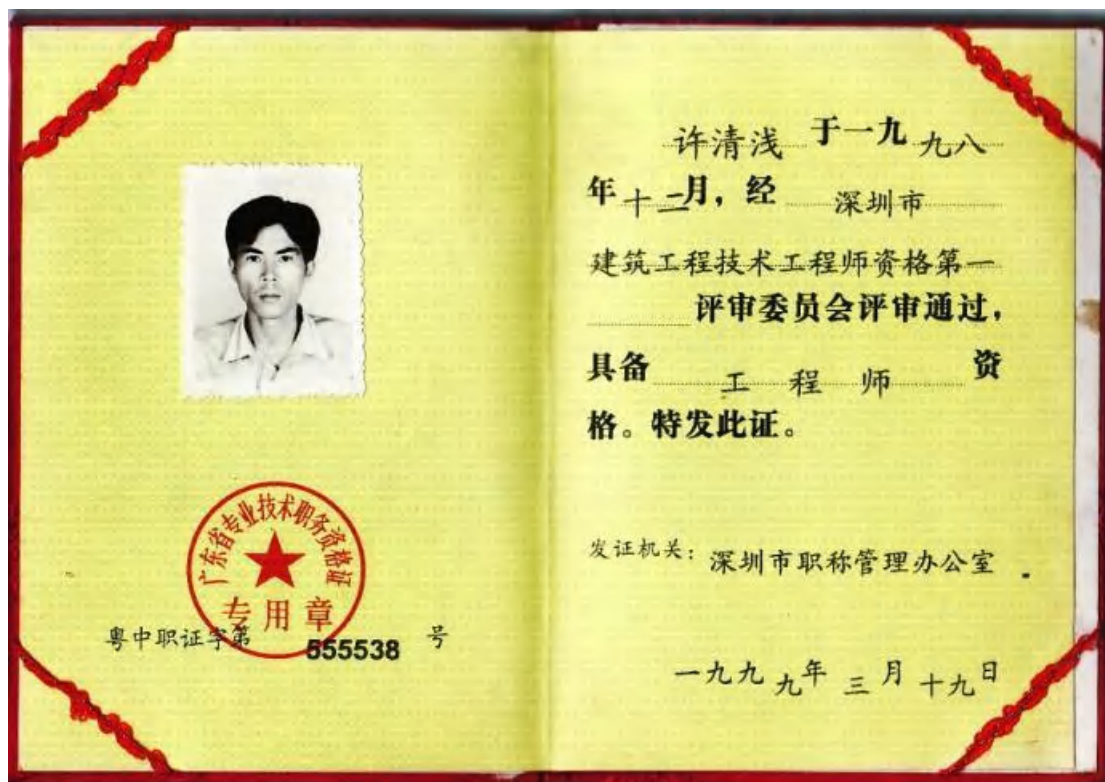 广东省专业技术职务资格证
专用章
粤中职证字第 555538 号
许清浅 于一九九八
年十二月，经 深圳市
建筑工程技术工程师资格第一
评审委员会评审通过，
具备 工程师 资
格。特发此证。
发证机关：深圳市职称管理办公室
一九九九年三月十九日